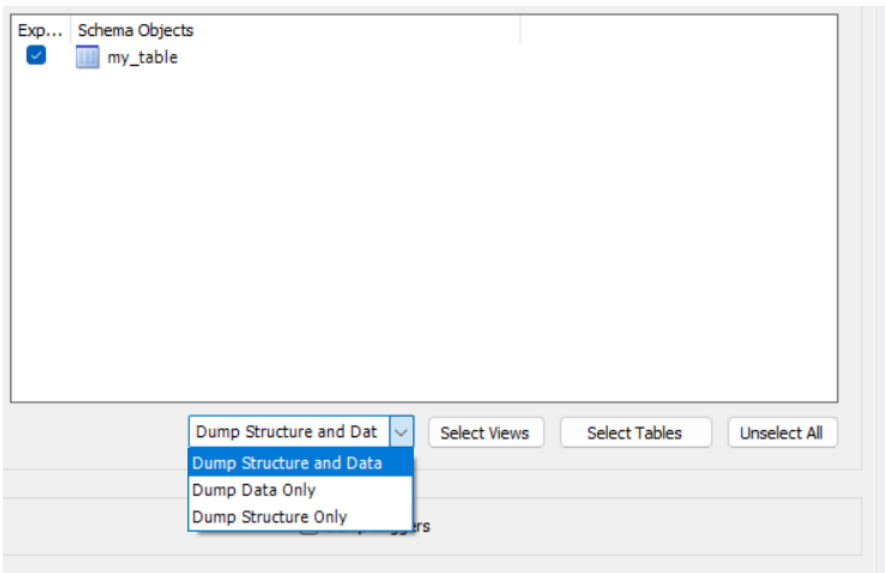 Exp... Schema Objects
my_table
Dump Structure and Dat Select Views Select Tables Unselect All
Dump Structure and Data
Dump Data Only
Dump Structure Only